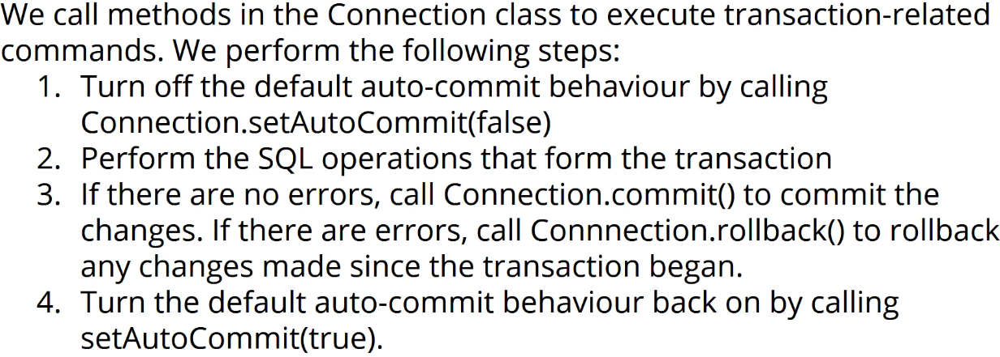 We call methods in the Connection class to execute transaction-related
commands. We perform the following steps:
1. Turn off the default auto-commit behaviour by calling
Connection.setAutoCommit(false)
2. Perform the SQL operations that form the transaction
3. If there are no errors, call Connection.commit() to commit the
changes. If there are errors, call Connnection.rollback() to rollback
any changes made since the transaction began.
4. Turn the default auto-commit behaviour back on by calling
setAutoCommit(true).